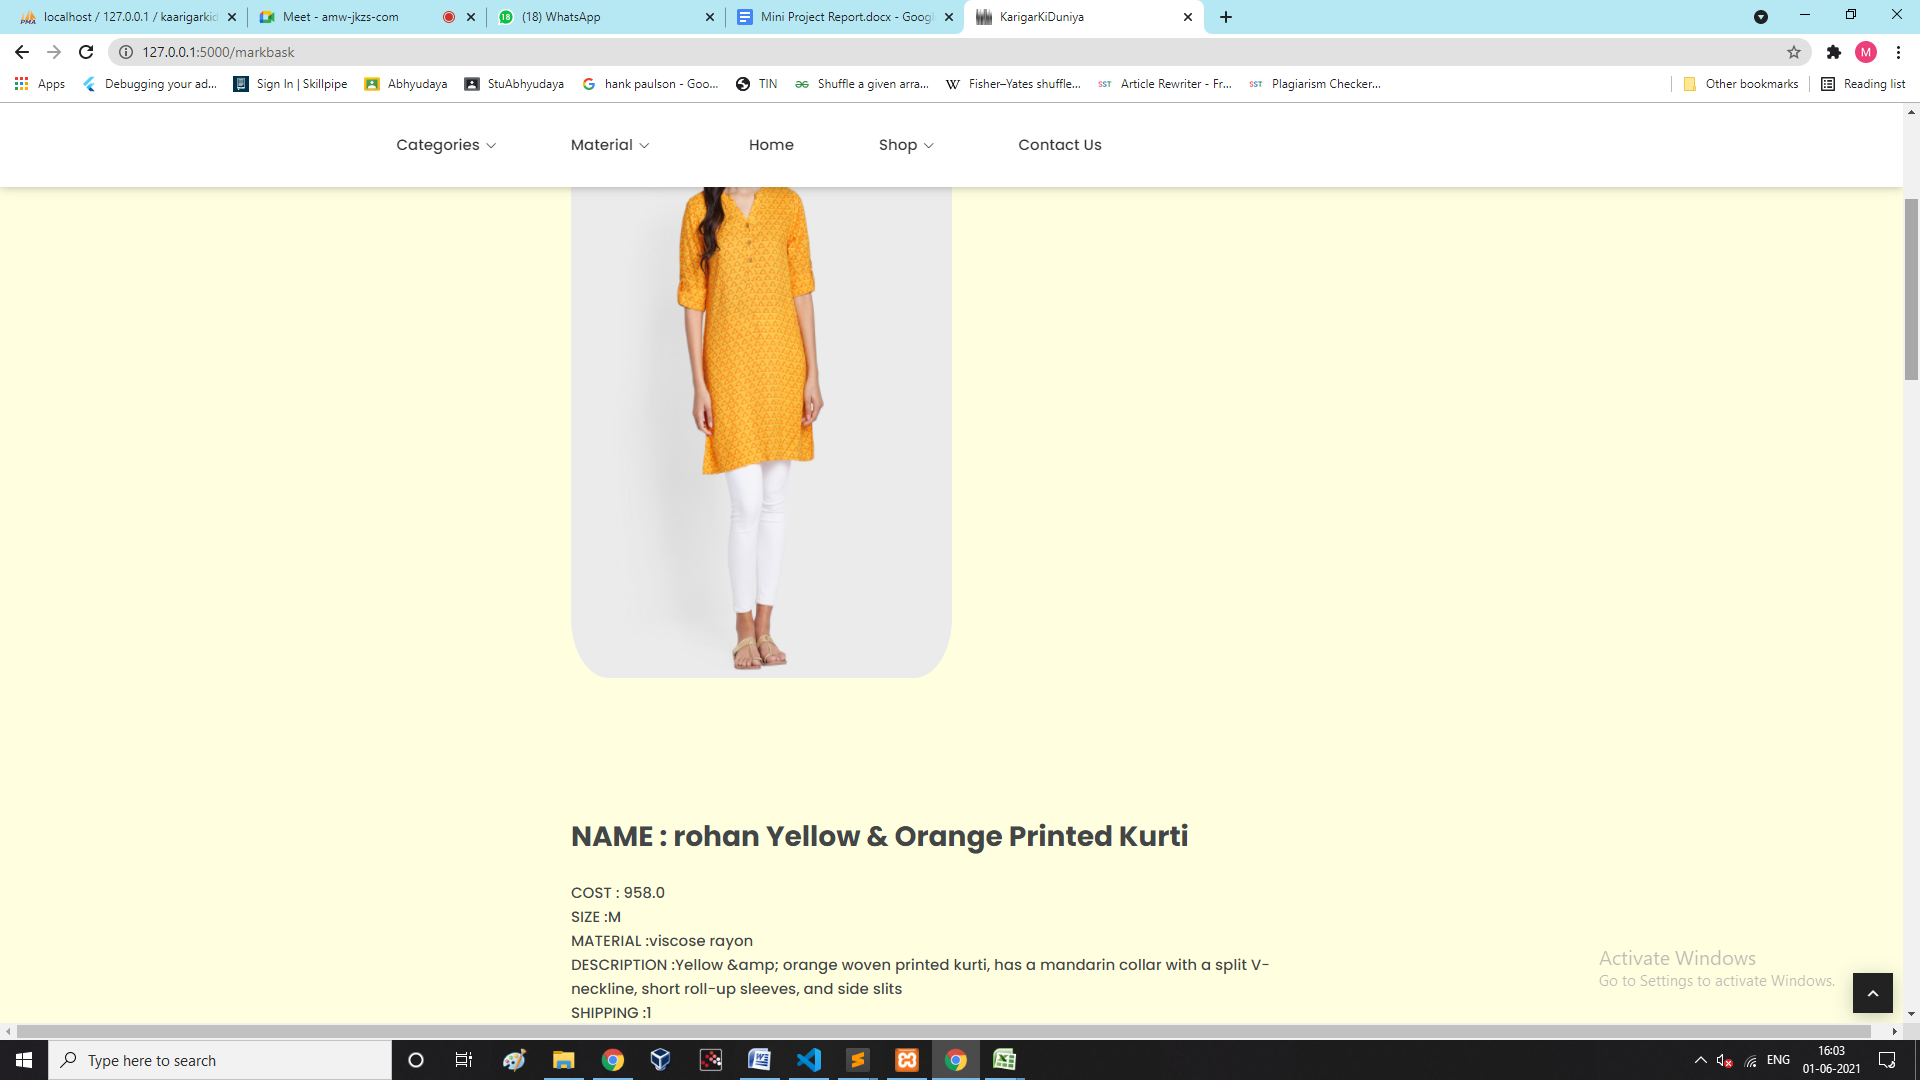 localhost / 127.0.0.1 / kaarigarkid
Meet - amw-jkzs-com
(18) WhatsApp
Mini Project Report.docx - Googl
KarigarKiDuniya
127.0.0.1:5000/markbask
M
Apps
Debugging your ad...
Sign In | Skillpipe
Abhyudaya
StuAbhyudaya
hank paulson - Goo...
TIN
Shuffle a given arra...
Fisher–Yates shuffle...
Article Rewriter - Fr...
Plagiarism Checker...
Other bookmarks
Reading list
Categories
Material
Home
Shop
Contact Us
NAME : rohan Yellow & Orange Printed Kurti
COST : 958.0
SIZE :M
MATERIAL :viscose rayon
DESCRIPTION :Yellow &amp; orange woven printed kurti, has a mandarin collar with a split V-
neckline, short roll-up sleeves, and side slits
SHIPPING :1
Activate Windows
Go to Settings to activate Windows.
Type here to search
ENG
16:03
01-06-2021